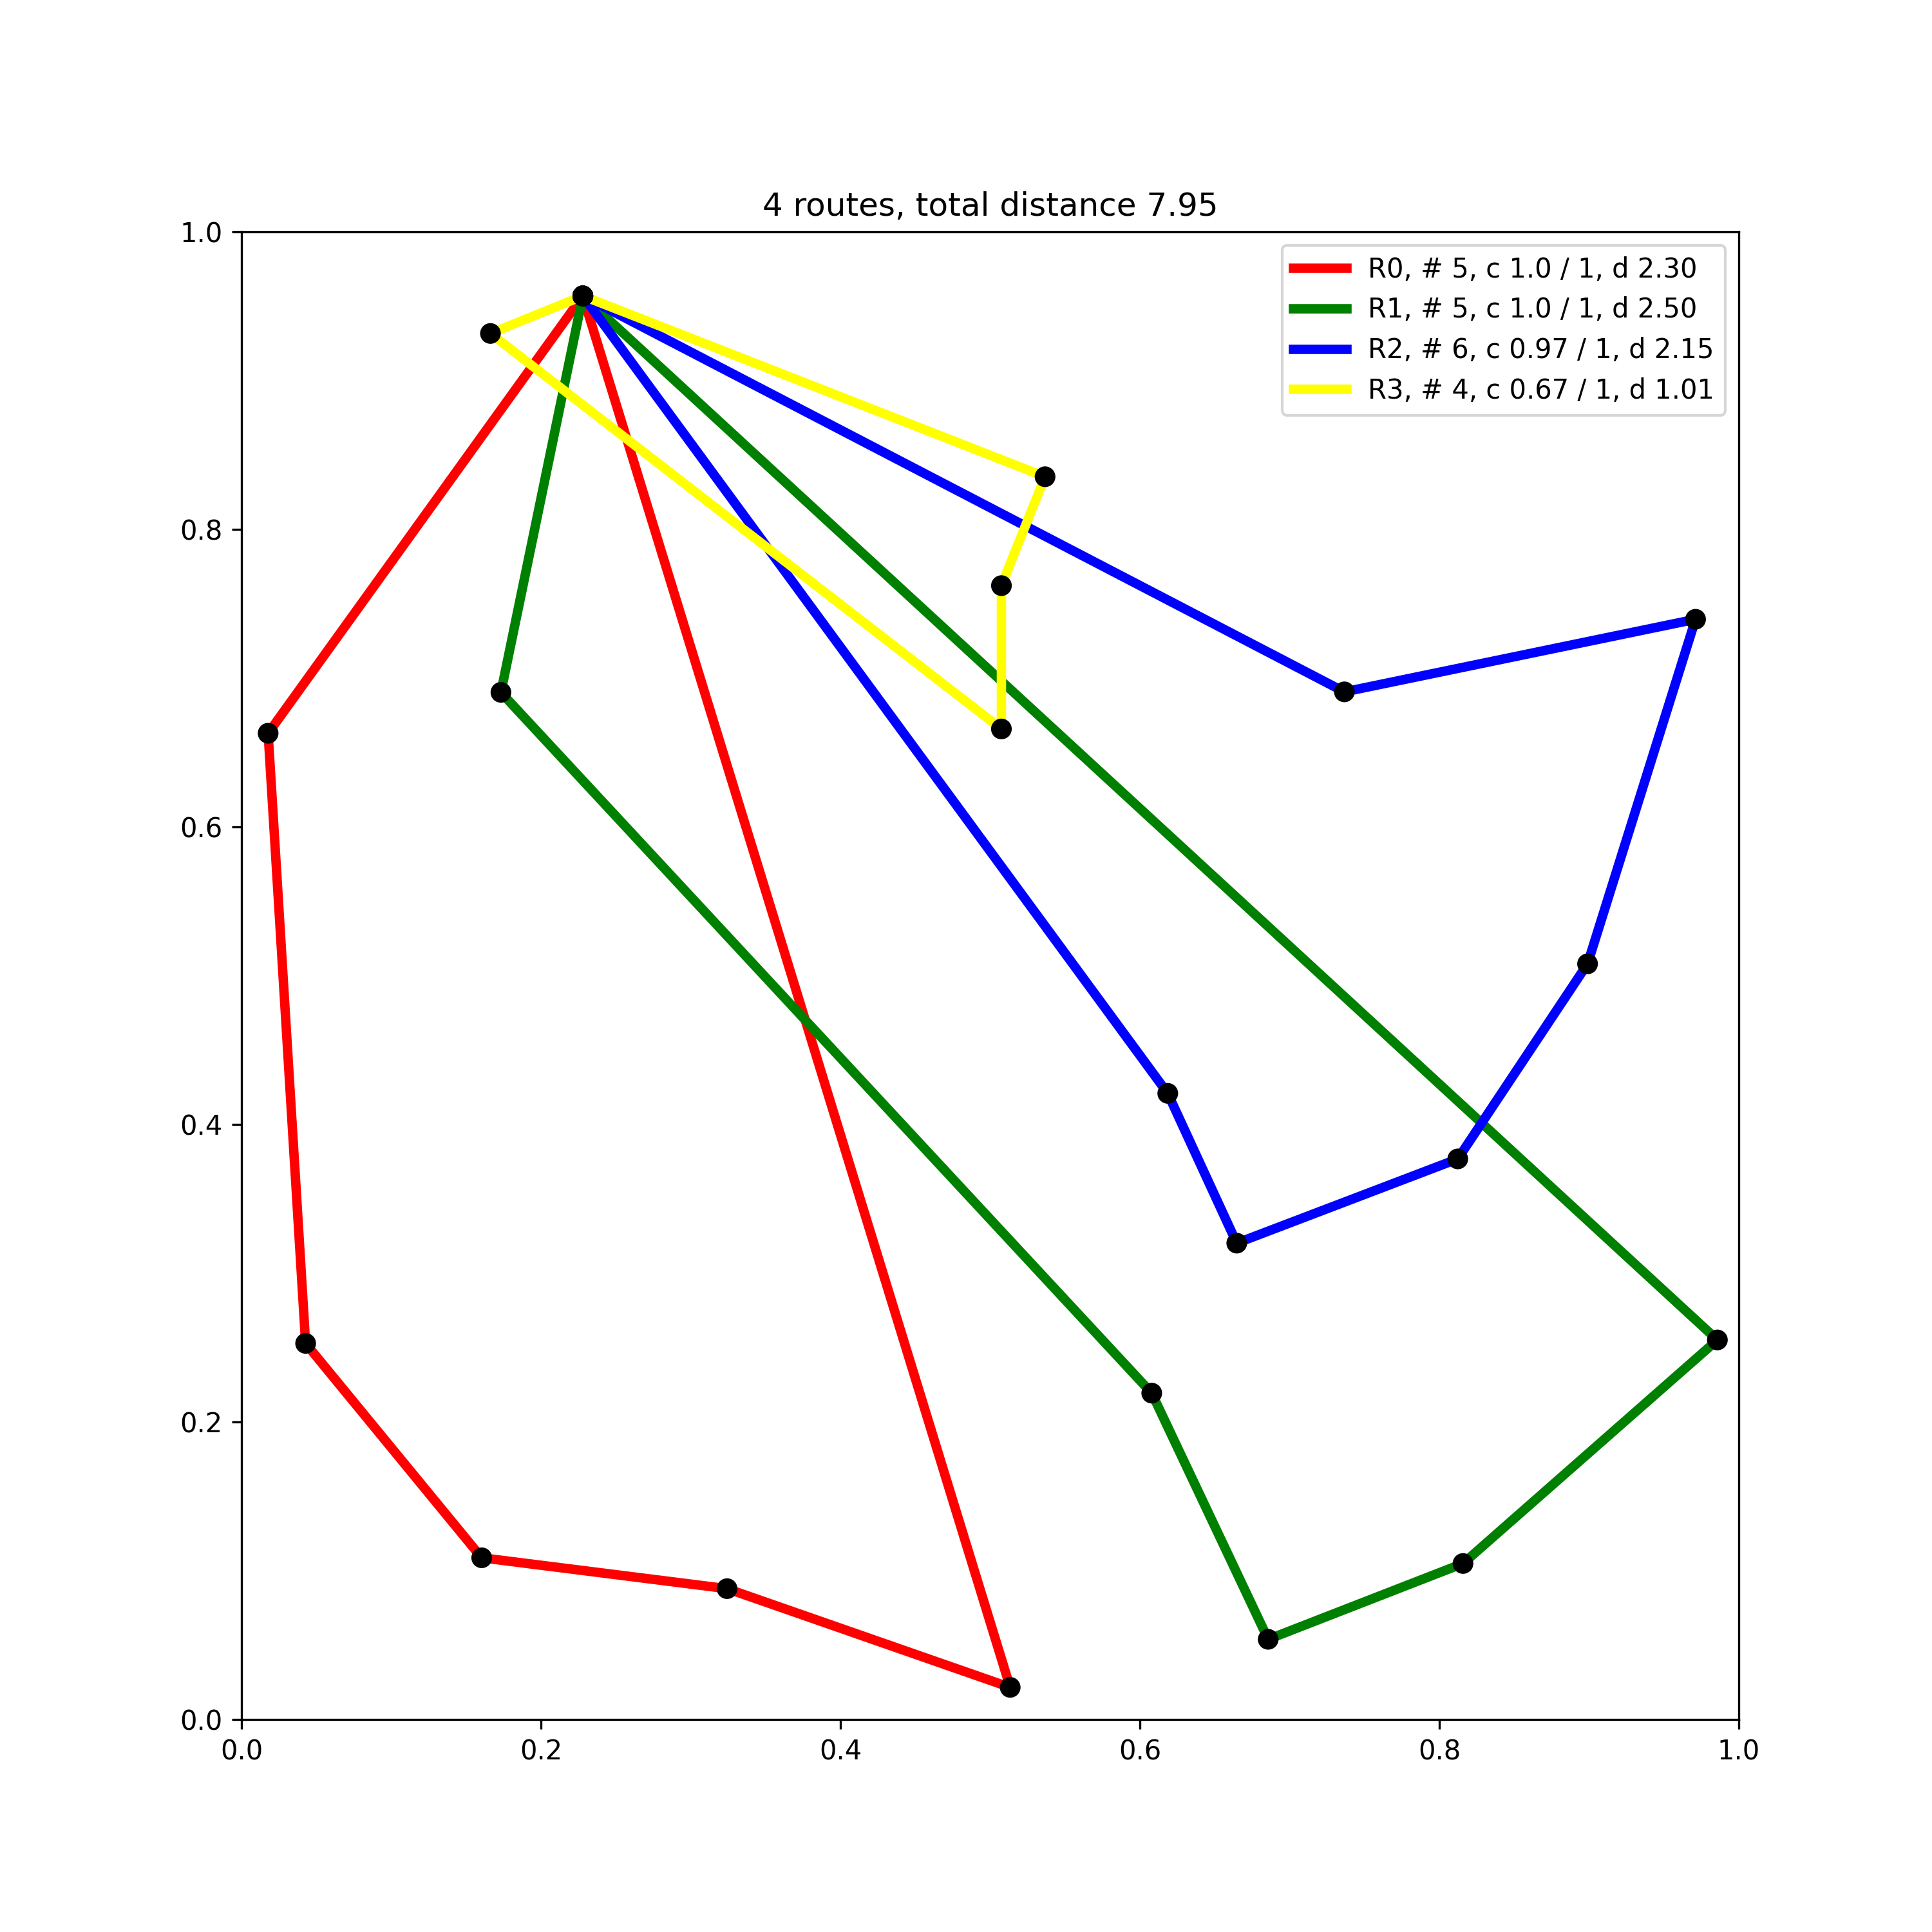 4 routes, total distance 7.95
R0, # 5, c 1.0 / 1, d 2.30
R1, # 5, c 1.0 / 1, d 2.50
R2, # 6, c 0.97 / 1, d 2.15
R3, # 4, c 0.67 / 1, d 1.01
1.0
0.8
0.6
0.4
0.2
0.0
0.0 0.2 0.4 0.6 0.8 1.0